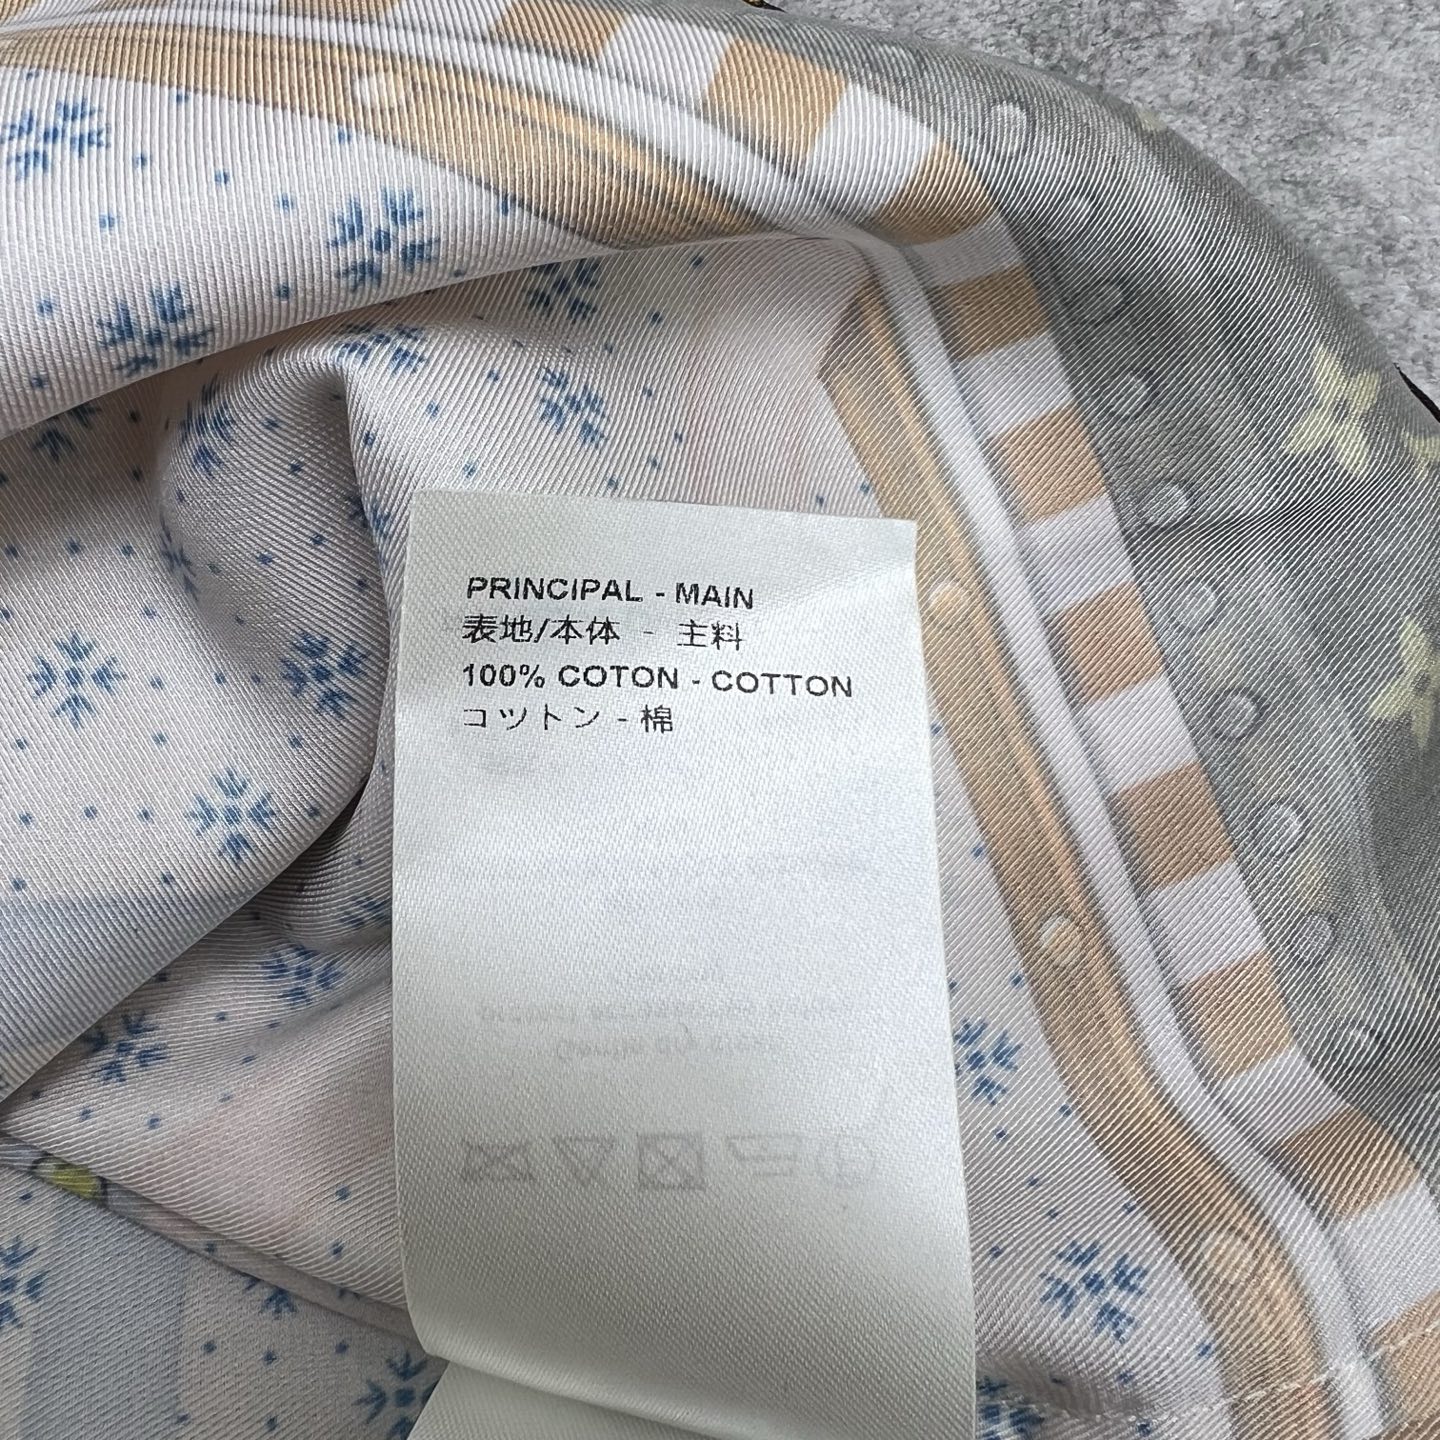 PRINCIPAL - MAIN
表地/本体 - 主料
100% COTON - COTTON
コットン - 棉